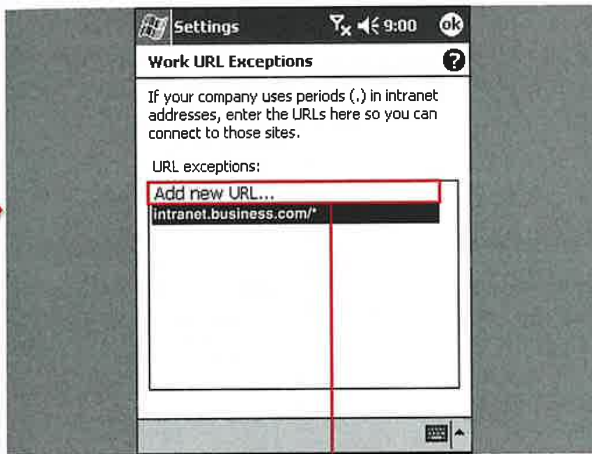 Settings 9:00 ok
Work URL Exceptions ?
If your company uses periods (.) in intranet
addresses, enter the URLs here so you can
connect to those sites.
URL exceptions:
Add new URL...
intranet.business.com/*